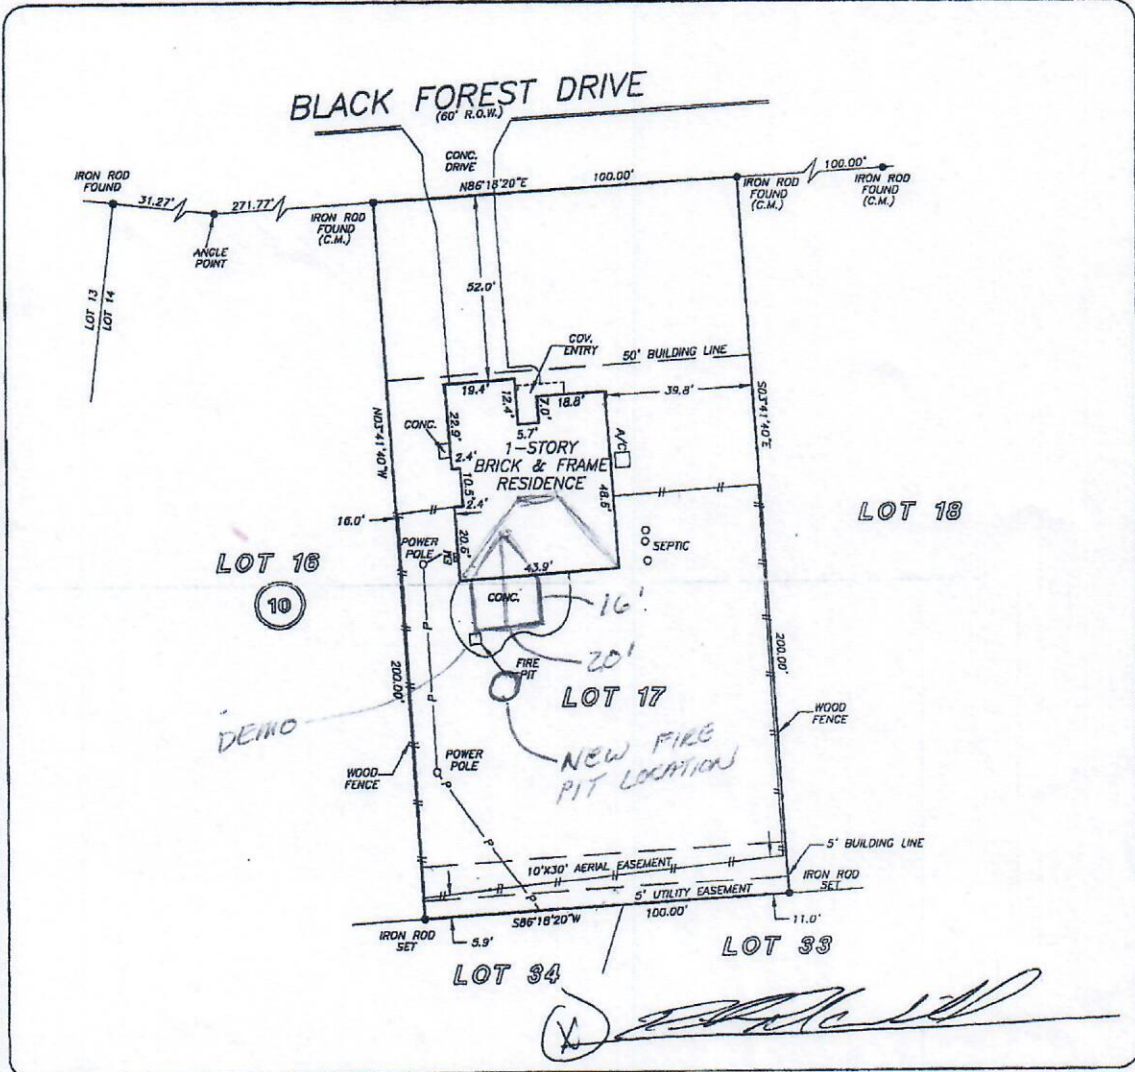 BLACK FOREST DRIVE
(60' R.O.W.)
CONC.
DRIVE
IRON ROD
FOUND
31.27'
271.77'
ANGLE
POINT
IRON ROD
FOUND
(C.M.)
N86°18'20"E
100.00'
IRON ROD
FOUND
(C.M.)
100.00'
IRON ROD
FOUND
(C.M.)
LOT 13
LOT 14
52.0'
COV.
ENTRY
50' BUILDING LINE
19.4'
12.4'
7.0'
18.8'
39.8'
5.7'
N03°41'40"W
S03°41'40"E
CONC.
22.9'
2.4'
10.5'
2.4'
1-STORY
BRICK & FRAME
RESIDENCE
A/C
48.6'
16.0'
POWER
POLE
20.6'
43.9'
SEPTIC
LOT 16
10
LOT 18
CONC.
16'
20'
FIRE
PIT
LOT 17
200.00'
200.00'
DEMO
NEW FIRE
PIT LOCATION
WOOD
FENCE
WOOD
FENCE
POWER
POLE
P
P
P
P
P
5' BUILDING LINE
10'X30' AERIAL EASEMENT
5' UTILITY EASEMENT
IRON ROD
SET
S86°18'20"W
100.00'
IRON ROD
SET
5.9'
11.0'
LOT 34
LOT 33
X